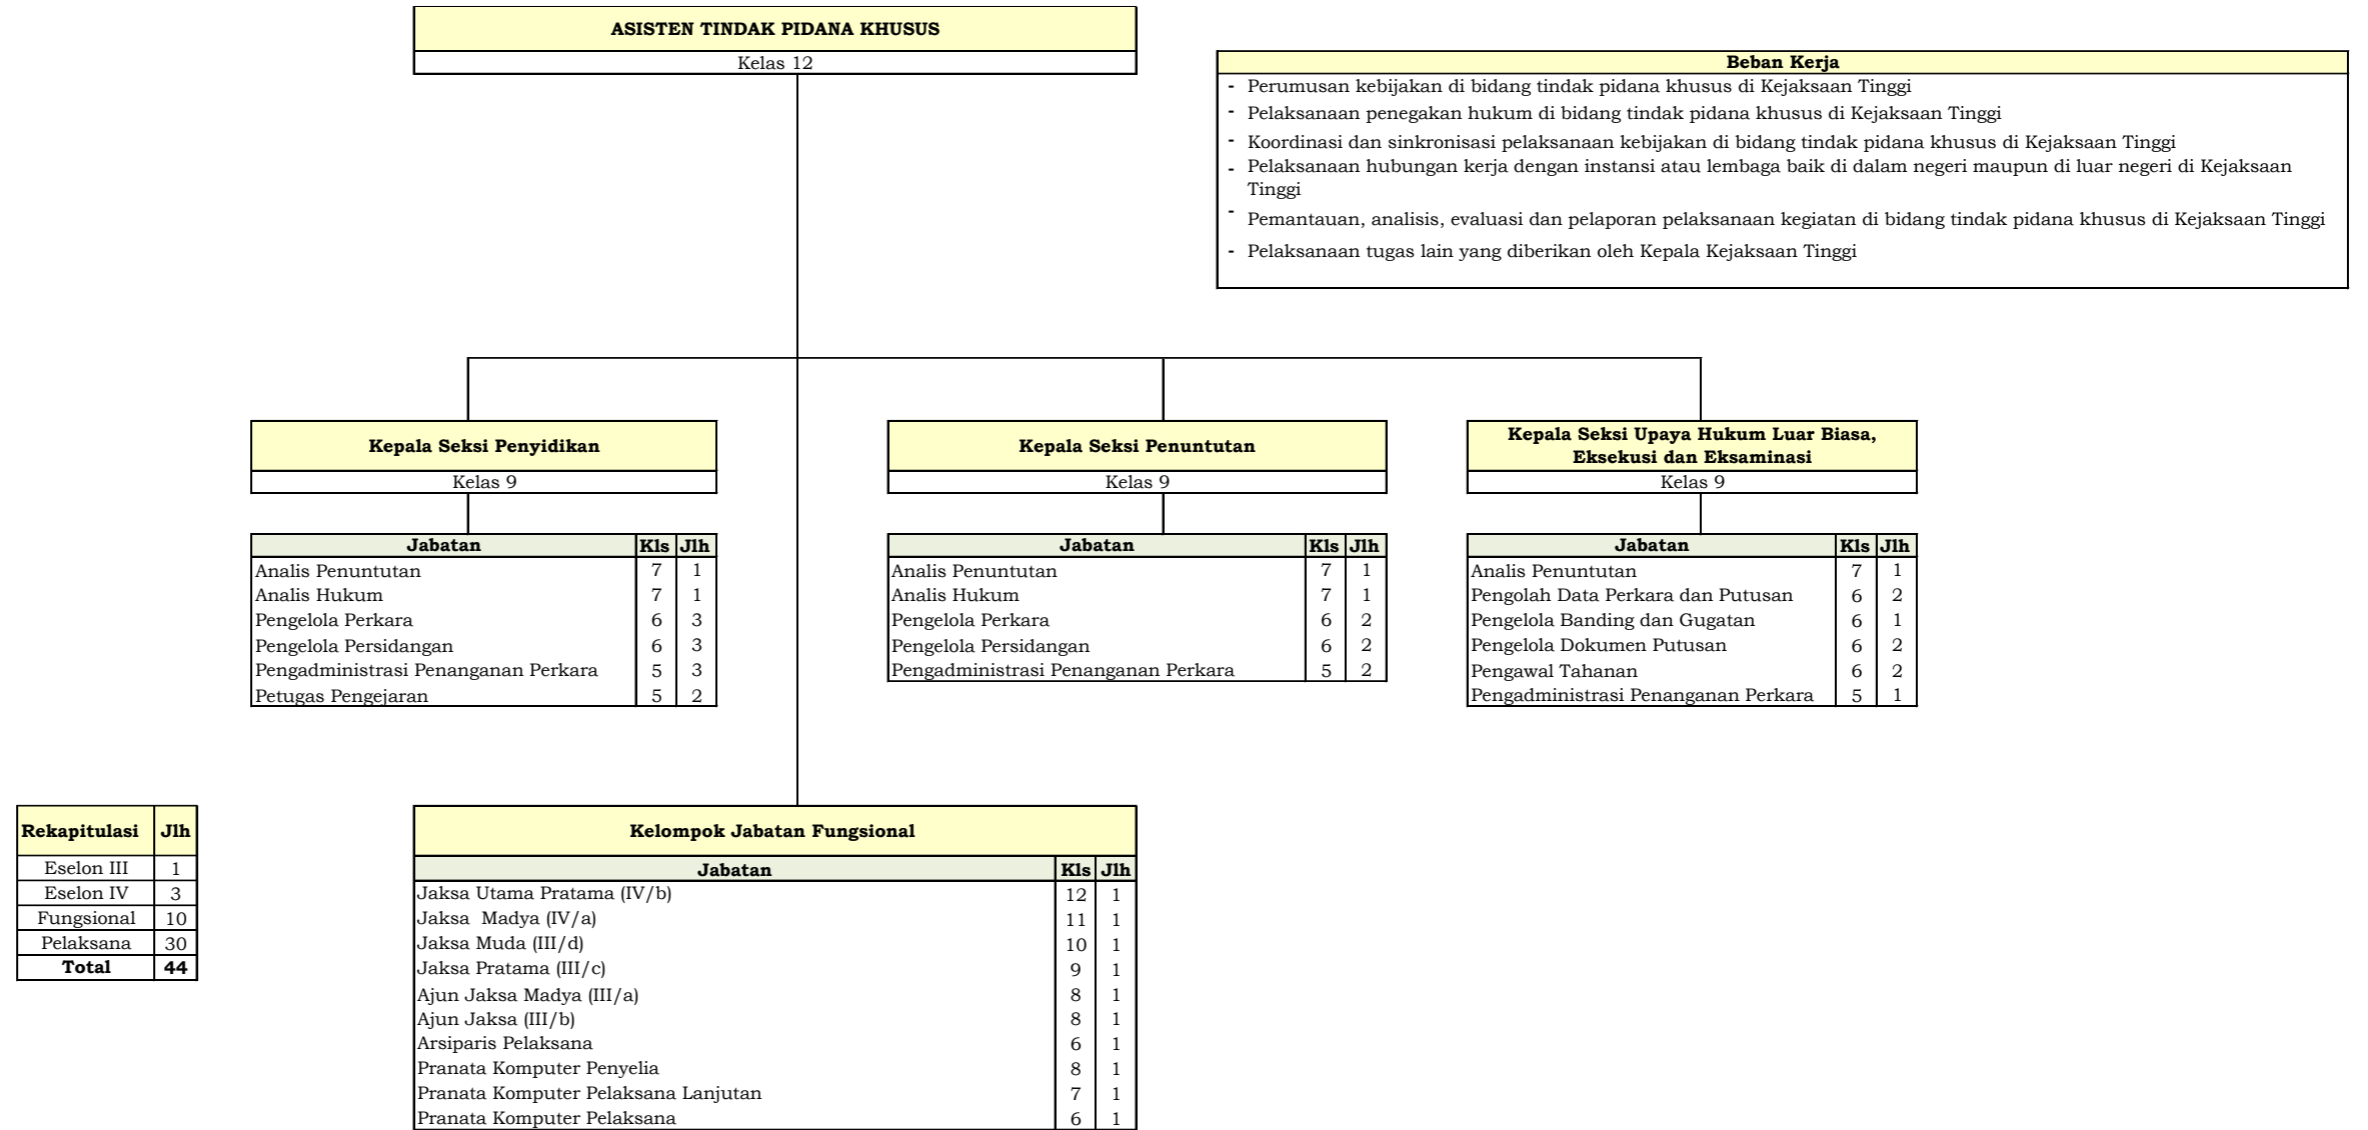 ASISTEN TINDAK PIDANA KHUSUS
Kelas 12
Beban Kerja
- Perumusan kebijakan di bidang tindak pidana khusus di Kejaksaan Tinggi
- Pelaksanaan penegakan hukum di bidang tindak pidana khusus di Kejaksaan Tinggi
- Koordinasi dan sinkronisasi pelaksanaan kebijakan di bidang tindak pidana khusus di Kejaksaan Tinggi
- Pelaksanaan hubungan kerja dengan instansi atau lembaga baik di dalam negeri maupun di luar negeri di Kejaksaan
Tinggi
- Pemantauan, analisis, evaluasi dan pelaporan pelaksanaan kegiatan di bidang tindak pidana khusus di Kejaksaan Tinggi
- Pelaksanaan tugas lain yang diberikan oleh Kepala Kejaksaan Tinggi
Kepala Seksi Penyidikan
Kelas 9
Jabatan Kls Jlh
Analis Penuntutan 7 1
Analis Hukum 7 1
Pengelola Perkara 6 3
Pengelola Persidangan 6 3
Pengadministrasi Penanganan Perkara 5 3
Petugas Pengejaran 5 2
Kepala Seksi Penuntutan
Kelas 9
Jabatan Kls Jlh
Analis Penuntutan 7 1
Analis Hukum 7 1
Pengelola Perkara 6 2
Pengelola Persidangan 6 2
Pengadministrasi Penanganan Perkara 5 2
Kepala Seksi Upaya Hukum Luar Biasa,
Eksekusi dan Eksaminasi
Kelas 9
Jabatan Kls Jlh
Analis Penuntutan 7 1
Pengolah Data Perkara dan Putusan 6 2
Pengelola Banding dan Gugatan 6 1
Pengelola Dokumen Putusan 6 2
Pengawal Tahanan 6 2
Pengadministrasi Penanganan Perkara 5 1
Rekapitulasi Jlh
Eselon III 1
Eselon IV 3
Fungsional 10
Pelaksana 30
Total 44
Kelompok Jabatan Fungsional
Jabatan Kls Jlh
Jaksa Utama Pratama (IV/b) 12 1
Jaksa  Madya (IV/a) 11 1
Jaksa Muda (III/d) 10 1
Jaksa Pratama (III/c) 9 1
Ajun Jaksa Madya (III/a) 8 1
Ajun Jaksa (III/b) 8 1
Arsiparis Pelaksana 6 1
Pranata Komputer Penyelia 8 1
Pranata Komputer Pelaksana Lanjutan 7 1
Pranata Komputer Pelaksana 6 1